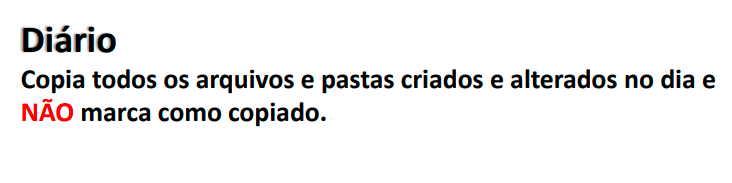 Diário
Copia todos os arquivos e pastas criados e alterados no dia e
NÃO marca como copiado.